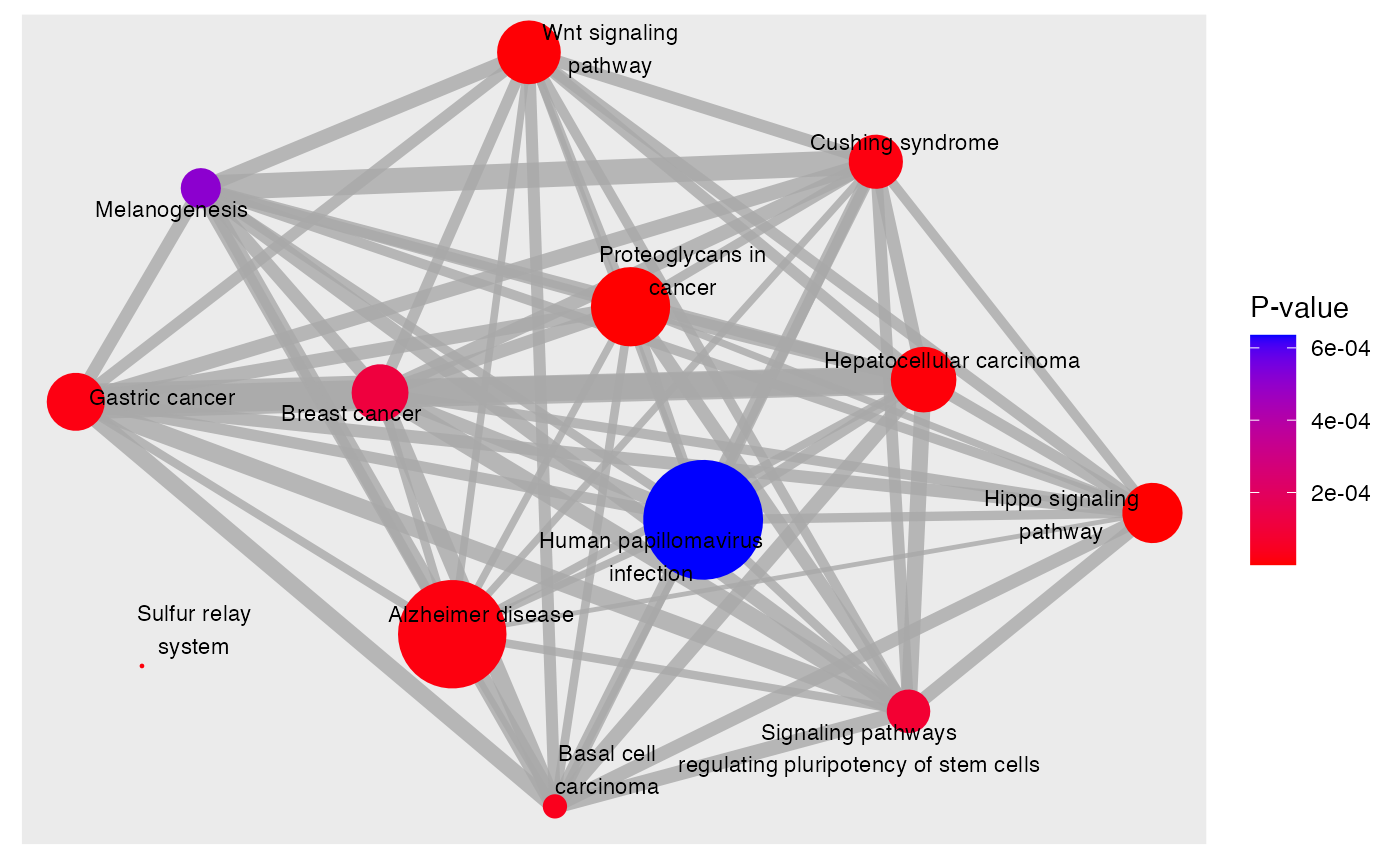 Wnt signaling
pathway
Cushing syndrome
Melanogenesis
Proteoglycans in
cancer
Hepatocellular carcinoma
Gastric cancer
Breast cancer
Hippo signaling
pathway
Human papillomavirus
infection
Alzheimer disease
Sulfur relay
system
Signaling pathways
regulating pluripotency of stem cells
Basal cell
carcinoma
P-value
6e-04
4e-04
2e-04